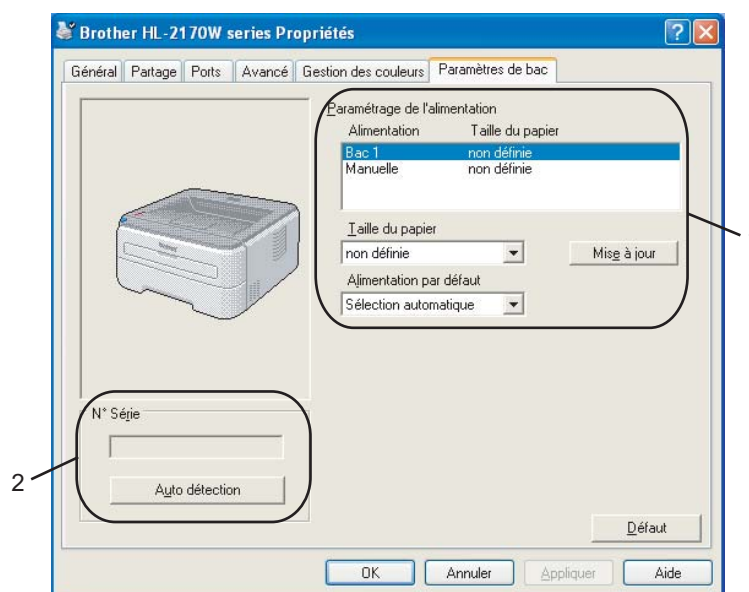 Brother HL-2170W series Propriétés
Général Partage Ports Avancé Gestion des couleurs Paramètres de bac
Paramétrage de l'alimentation
Alimentation Taille du papier
Bac 1 non définie
Manuelle non définie
Taille du papier
non définie Mise à jour
Alimentation par défaut
Sélection automatique
N° Série
Auto détection
2
Défaut
OK Annuler Appliquer Aide